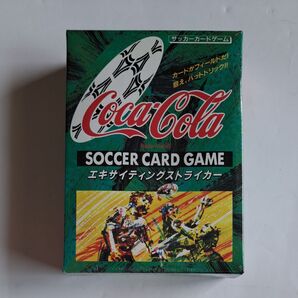 サッカーカードゲーム
カードがフィールドだ!
狙え、ハットトリック!!
Coca-Cola
SOCCER CARD GAME
エキサイティングストライカー